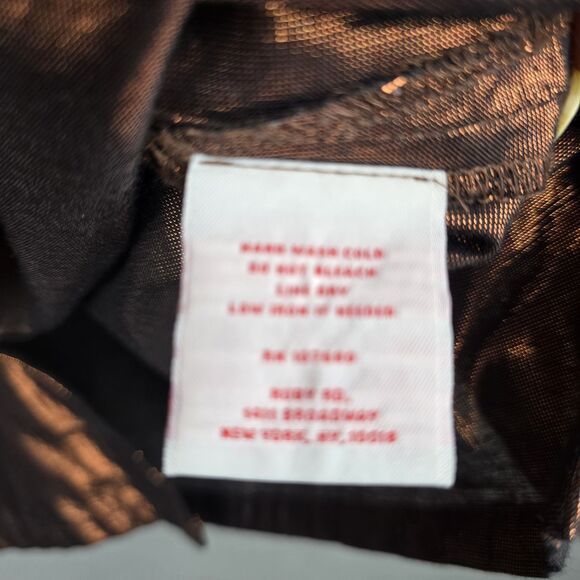 HAND WASH COLD
DO NOT BLEACH
LINE DRY
LOW IRON IF NEEDED
RN
RUBY RD.
BROADWAY
NEW YORK, NY, 10018